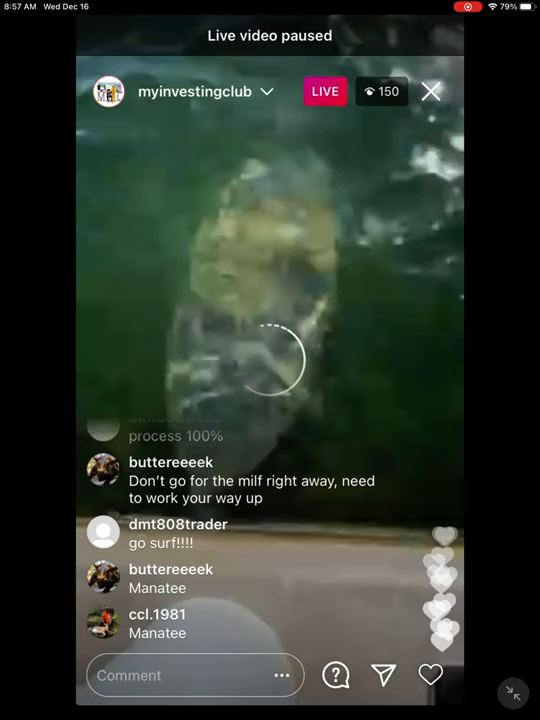 8:57 AM Wed Dec 16
79%
Live video paused
myinvestingclub
LIVE
150
process 100%
buttereeeek
Don't go for the milf right away, need
to work your way up
dmt808trader
go surf!!!!
buttereeeek
Manatee
ccl.1981
Manatee
Comment